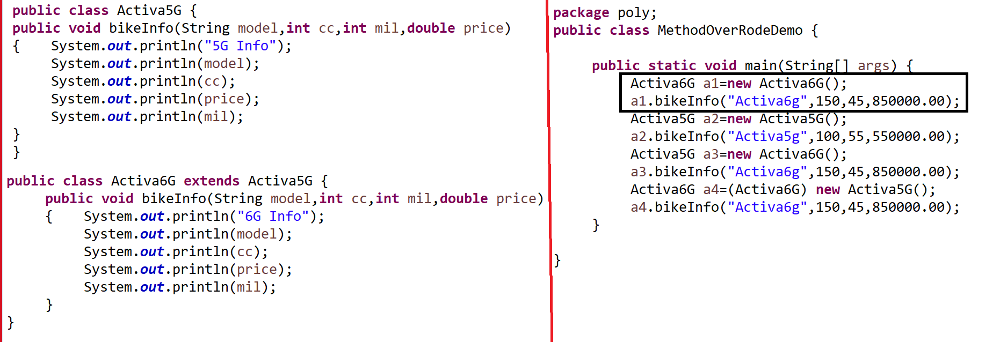 public class Activa5G {
public void bikeInfo(String model,int cc,int mil,double price)
{    System.out.println("5G Info");
System.out.println(model);
System.out.println(cc);
System.out.println(price);
System.out.println(mil);
}
}
public class Activa6G extends Activa5G {
public void bikeInfo(String model,int cc,int mil,double price)
{    System.out.println("6G Info");
System.out.println(model);
System.out.println(cc);
System.out.println(price);
System.out.println(mil);
}
}
package poly;
public class MethodOverRodeDemo {
public static void main(String[] args) {
Activa6G a1=new Activa6G();
a1.bikeInfo("Activa6g",150,45,850000.00);
Activa5G a2=new Activa5G();
a2.bikeInfo("Activa5g",100,55,550000.00);
Activa5G a3=new Activa6G();
a3.bikeInfo("Activa6g",150,45,850000.00);
Activa6G a4=(Activa6G) new Activa5G();
a4.bikeInfo("Activa6g",150,45,850000.00);
}
}